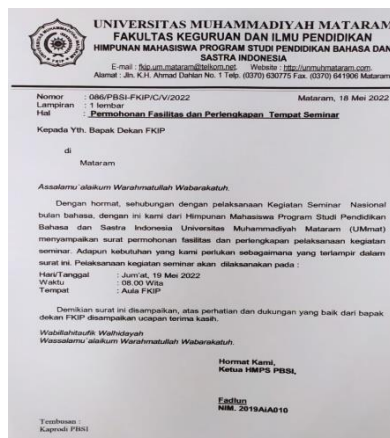 UNIVERSITAS MUHAMMADIYAH MATARAM
FAKULTAS KEGURUAN DAN ILMU PENDIDIKAN
HIMPUNAN MAHASISWA PROGRAM STUDI PENDIDIKAN BAHASA DAN
SASTRA INDONESIA
E-mail : fkip.um.mataram@telkom.net. Website : http://unmuhmataram.com.
Alamat : Jln. K.H. Ahmad Dahlan No. 1 Telp. (0370) 630775 Fax. (0370) 641906 Mataram
Nomor : 086/PBSI-FKIP/C/V/2022 Mataram, 18 Mei 2022
Lampiran : 1 lembar
Hal : Permohonan Fasilitas dan Perlengkapan Tempat Seminar
Kepada Yth. Bapak Dekan FKIP
di
Mataram
Assalamu'alaikum Warahmatullah Wabarakatuh.
Dengan hormat, sehubungan dengan pelaksanaan Kegiatan Seminar Nasional
bulan bahasa, dengan ini kami dari Himpunan Mahasiswa Program Studi Pendidikan
Bahasa dan Sastra Indonesia Universitas Muhammadiyah Mataram (UMmat)
menyampaikan surat permohonan fasilitas dan perlengkapan pelaksanaan kegiatan
seminar. Adapun kebutuhan yang kami perlukan sebagaimana yang terlampir dalam
surat ini. Pelaksanaan kegiatan seminar akan dilaksanakan pada :
Hari/Tanggal : Jum'at, 19 Mei 2022
Waktu : 08.00 Wita
Tempat : Aula FKIP
Demikian surat ini disampaikan, atas perhatian dan dukungan yang baik dari bapak
dekan FKIP disampaikan ucapan terima kasih.
Wabillahitaufik Walhidayah
Wassalamu'alaikum Warahmatullah Wabarakatuh.
Hormat Kami,
Ketua HMPS PBSI,
Fadlun
NIM. 2019A1A010
Tembusan :
Kaprodi PBSI